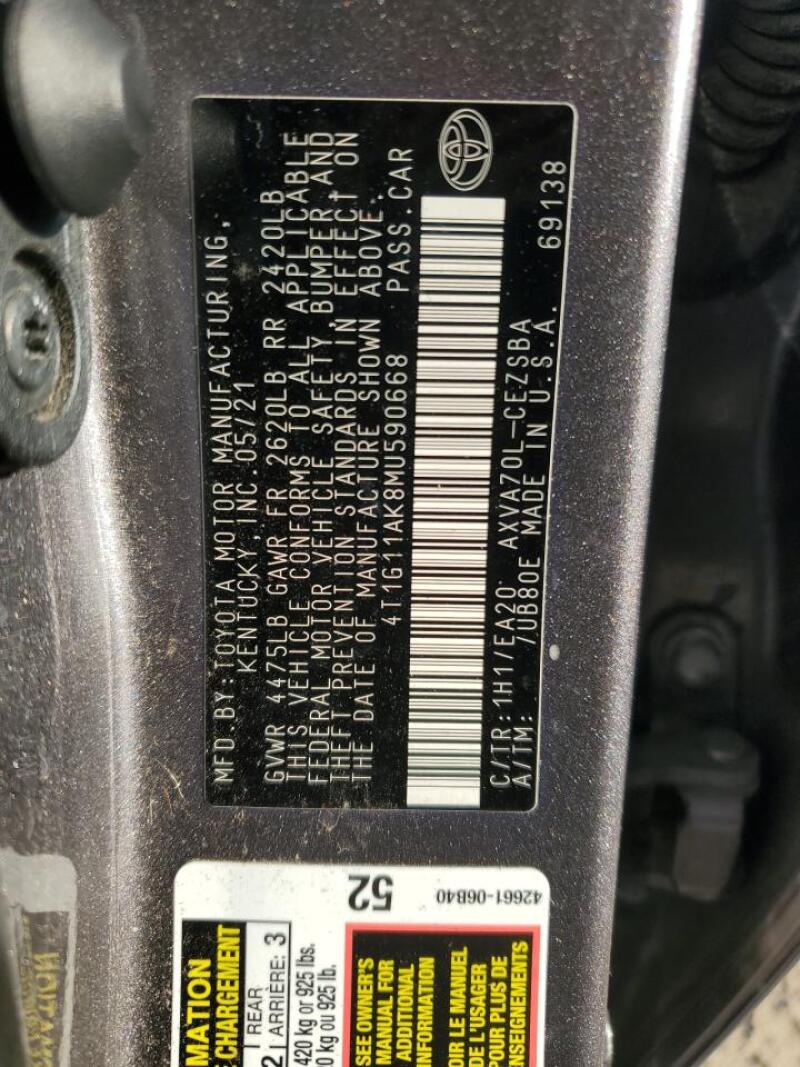 MFD.BY:TOYOTA MOTOR MANUFACTURING,
KENTUCKY,INC.05/21
GVWR 4475LB GAWR FR 2620LB RR 2420LB
THIS VEHICLE CONFORMS TO ALL APPLICABLE
FEDERAL MOTOR VEHICLE SAFETY, BUMPER AND
THEFT PREVENTION STANDARDS IN EFFECT ON
THE DATE OF MANUFACTURE SHOWN ABOVE.
4T1G11AK8MU590668 PASS.CAR
C/TR:1H1/EA20 AXVA70L-CEZSBA
A/TM: /UB80E MADE IN U.S.A. 69138
MATION
CHARGEMENT
REAR
2 ARRIÈRE: 3
420 kg or 925 lbs.
kg ou 925 lb.
52
SEE OWNER'S
MANUAL FOR
ADDITIONAL
INFORMATION
OIR LE MANUEL
DE L'USAGER
POUR PLUS DE
ENSEIGNEMENTS
42661-06B40